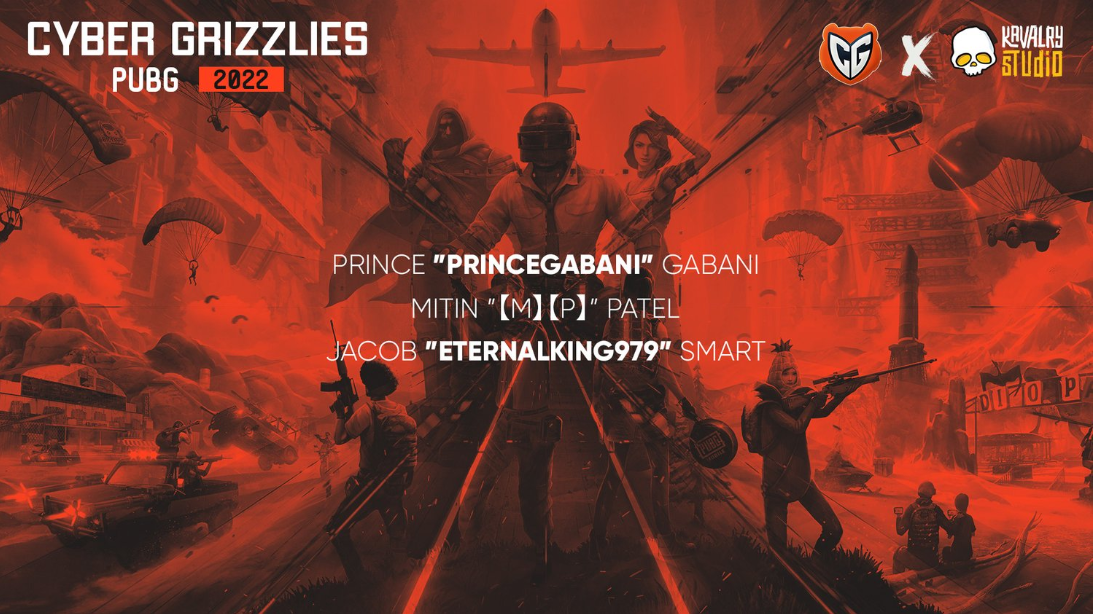 CYBER GRIZZLIES
PUBG 2022
CG X KAVALRY
STUDIO
PRINCE "PRINCEGABANI" GABANI
MITIN "【M】【P】" PATEL
JACOB "ETERNALKING979" SMART